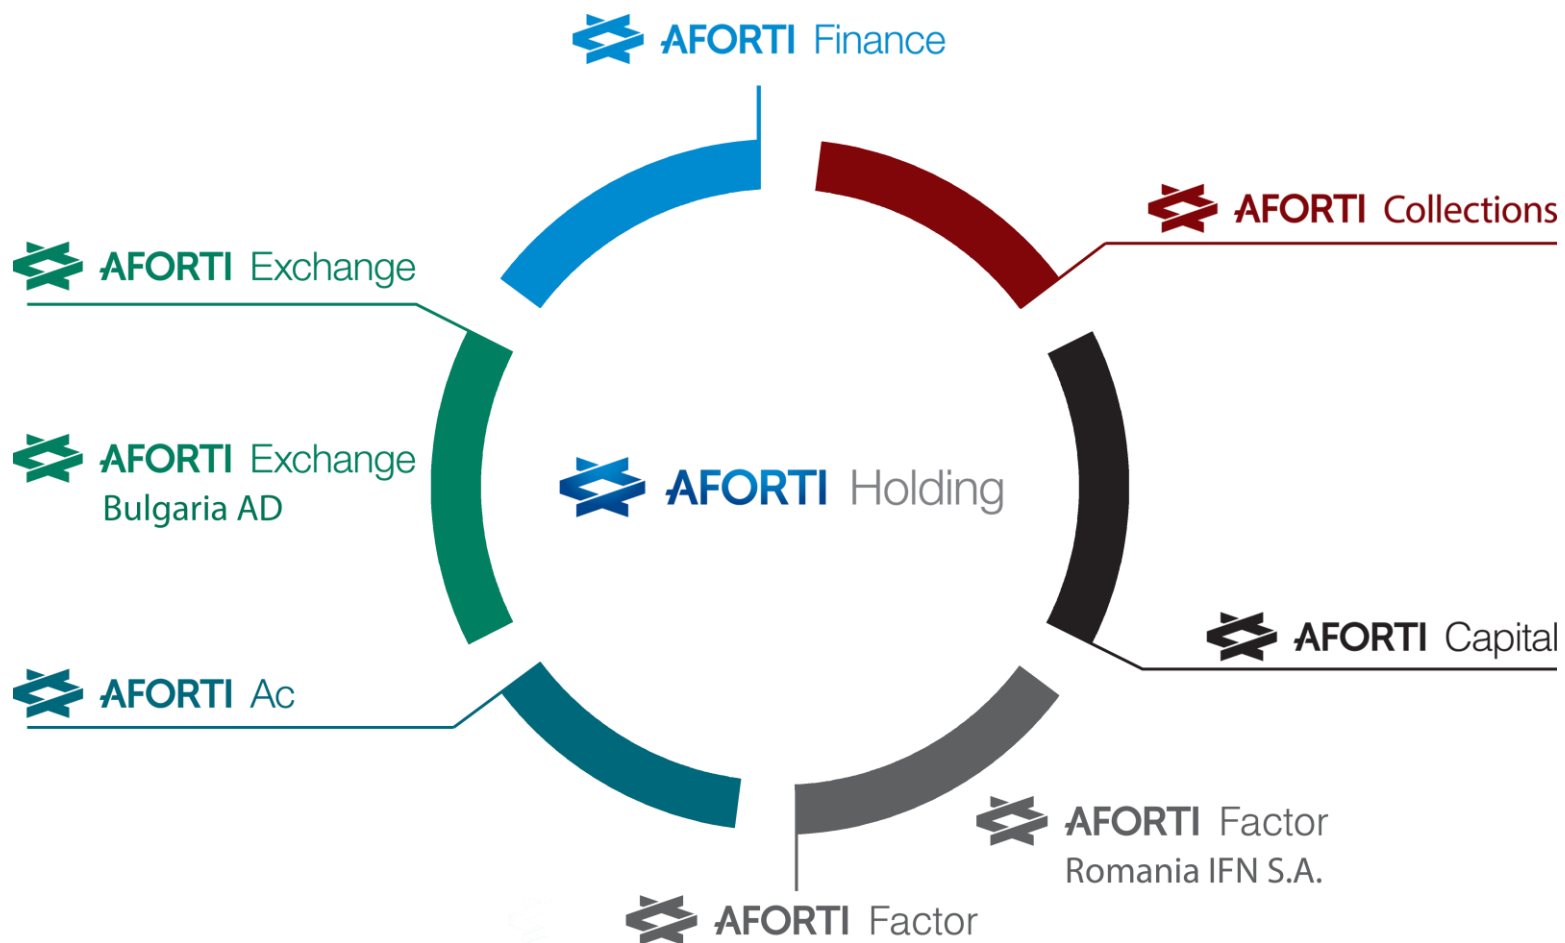 AFORTI Finance
AFORTI Collections
AFORTI Exchange
AFORTI Exchange
Bulgaria AD
AFORTI Holding
AFORTI Capital
AFORTI Ac
AFORTI Factor
Romania IFN S.A.
AFORTI Factor